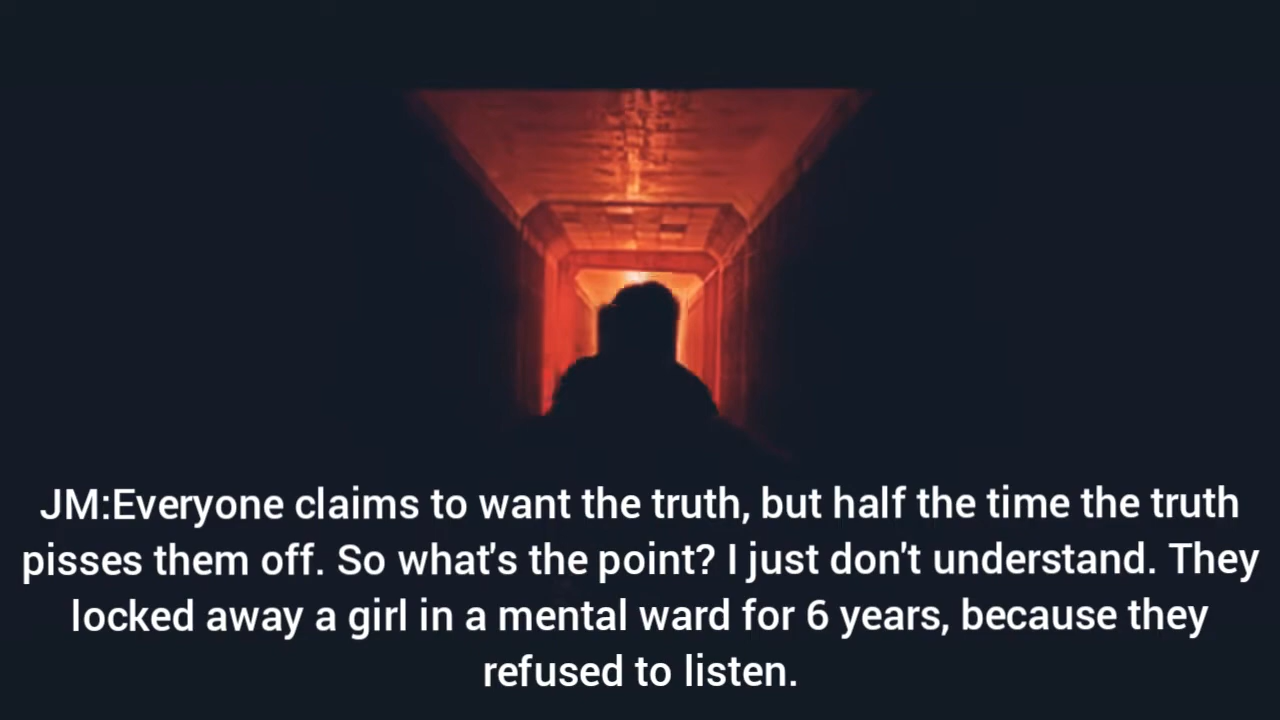 JM:Everyone claims to want the truth, but half the time the truth
pisses them off. So what's the point? I just don't understand. They
locked away a girl in a mental ward for 6 years, because they
refused to listen.